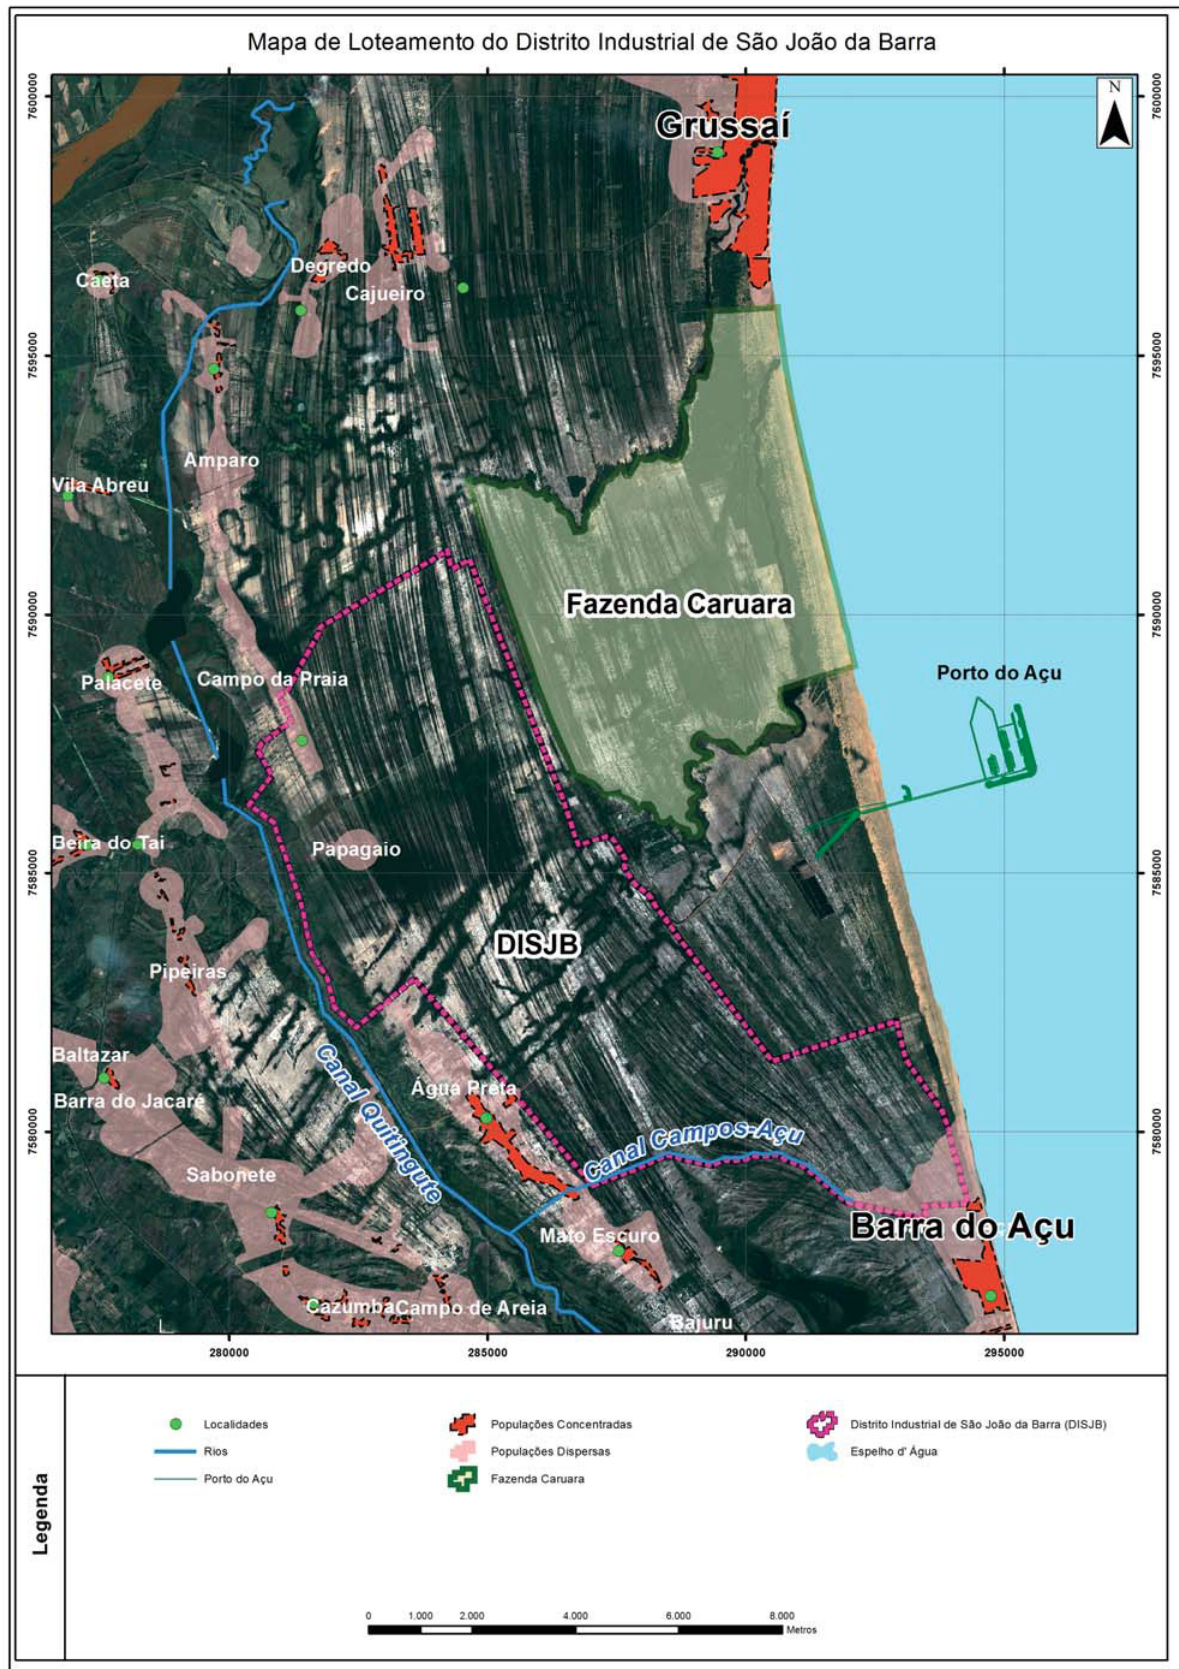 Mapa de Loteamento do Distrito Industrial de São João da Barra
7600000
7600000
N
Grussaí
Degredo
Caeta
Cajueiro
7595000
7595000
Amparo
Vila Abreu
Fazenda Caruara
7590000
7590000
Porto do Açu
Campo da Praia
Palacete
Beira do Tai
Papagaio
7585000
7585000
DISJB
Pipeiras
Baltazar
Canal Quitingute
Água Preta
Barra do Jacaré
Canal Campos-Açu
7580000
7580000
Sabonete
Barra do Açu
Mato Escuro
Cazumba
Campo de Areia
Bajuru
280000
285000
290000
295000
Legenda
Localidades
Rios
Porto do Açu
Populações Concentradas
Populações Dispersas
Fazenda Caruara
Distrito Industrial de São João da Barra (DISJB)
Espelho d' Água
0 1.000 2.000 4.000 6.000 8.000
Metros